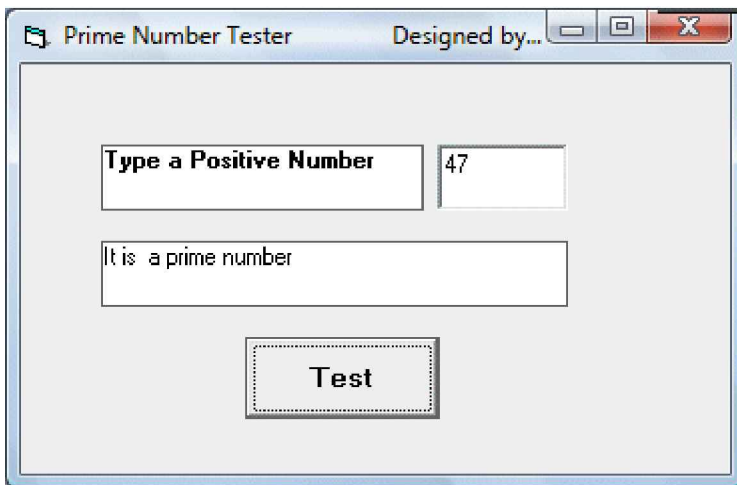 Prime Number Tester Designed by...
Type a Positive Number 47
It is  a prime number
Test